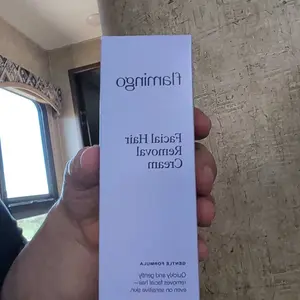 flamingo
Facial Hair
Removal
Cream
GENTLE FORMULA
Quickly and gently
removes facial hair—
even on sensitive skin.